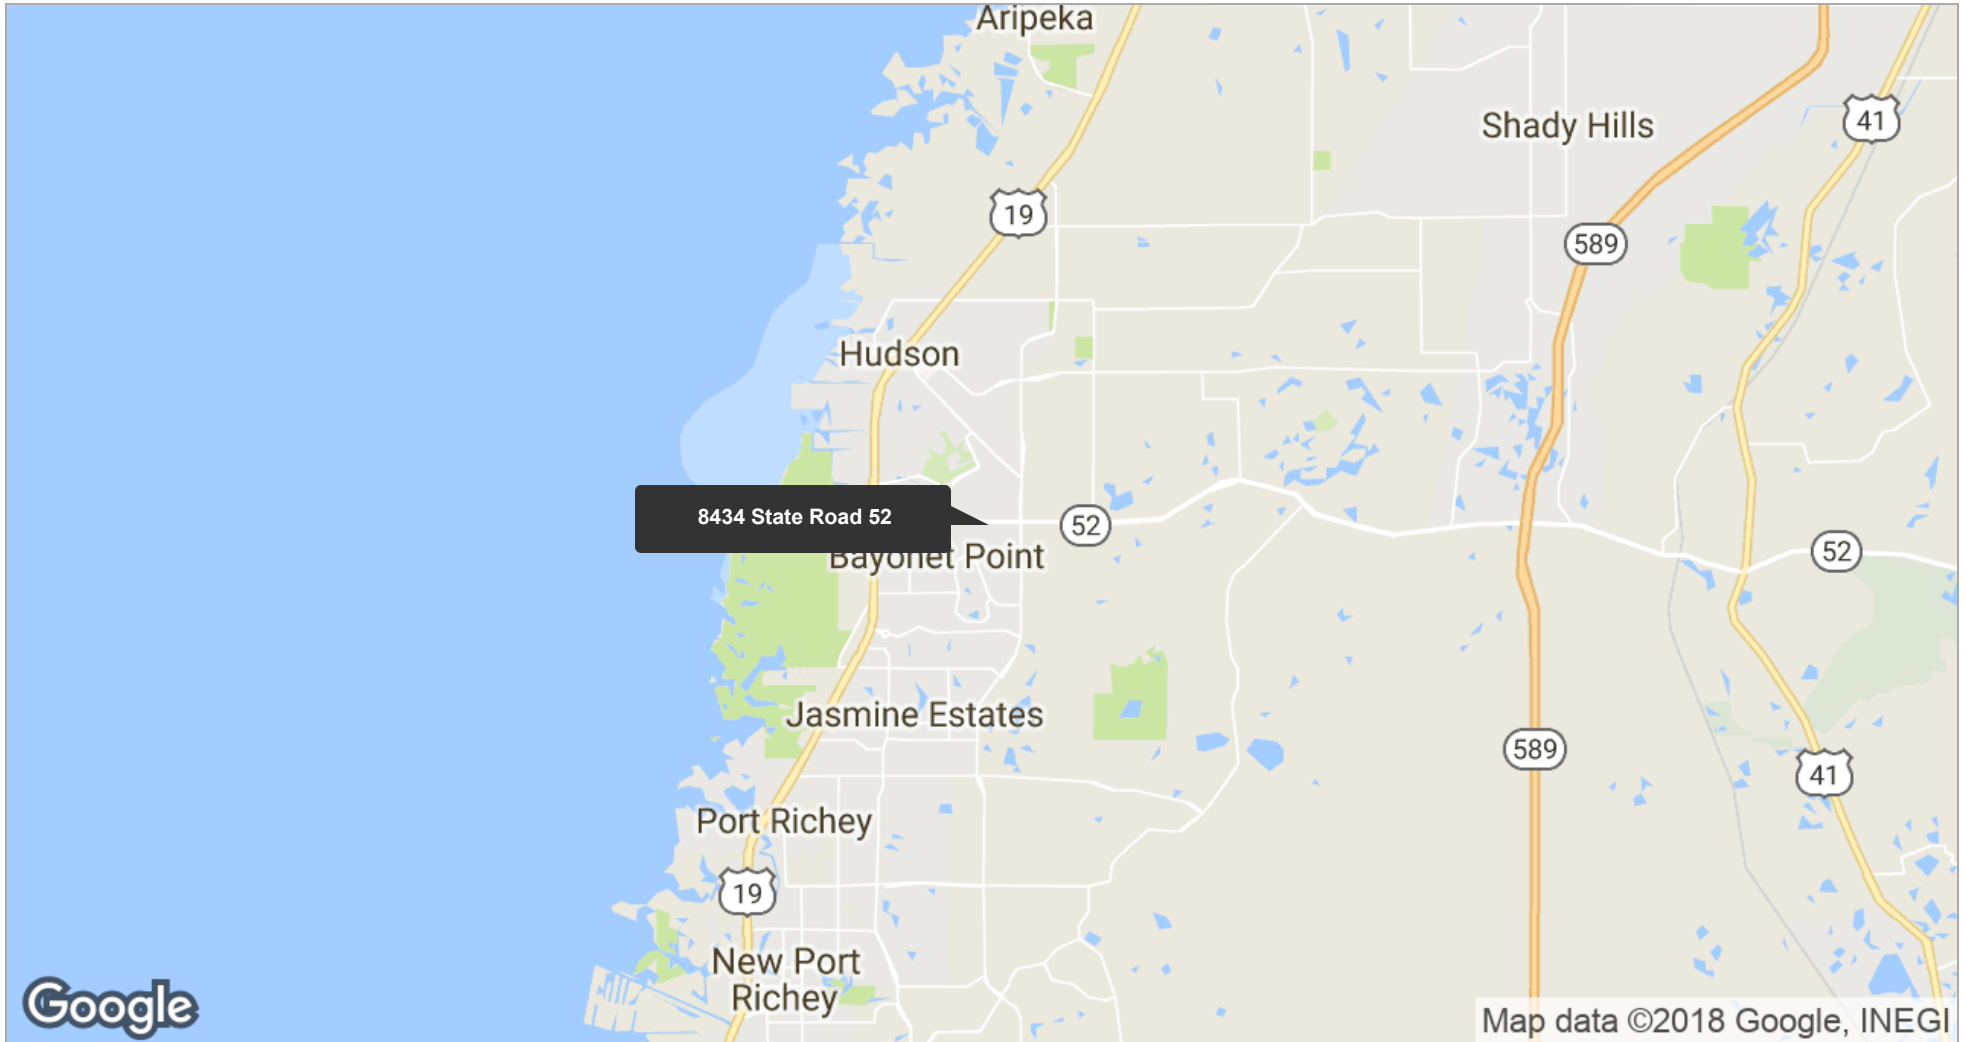 Aripeka
Shady Hills
41
19
589
Hudson
8434 State Road 52
52
Bayonet Point
52
Jasmine Estates
589
41
Port Richey
19
New Port
Richey
Google
Map data ©2018 Google, INEGI